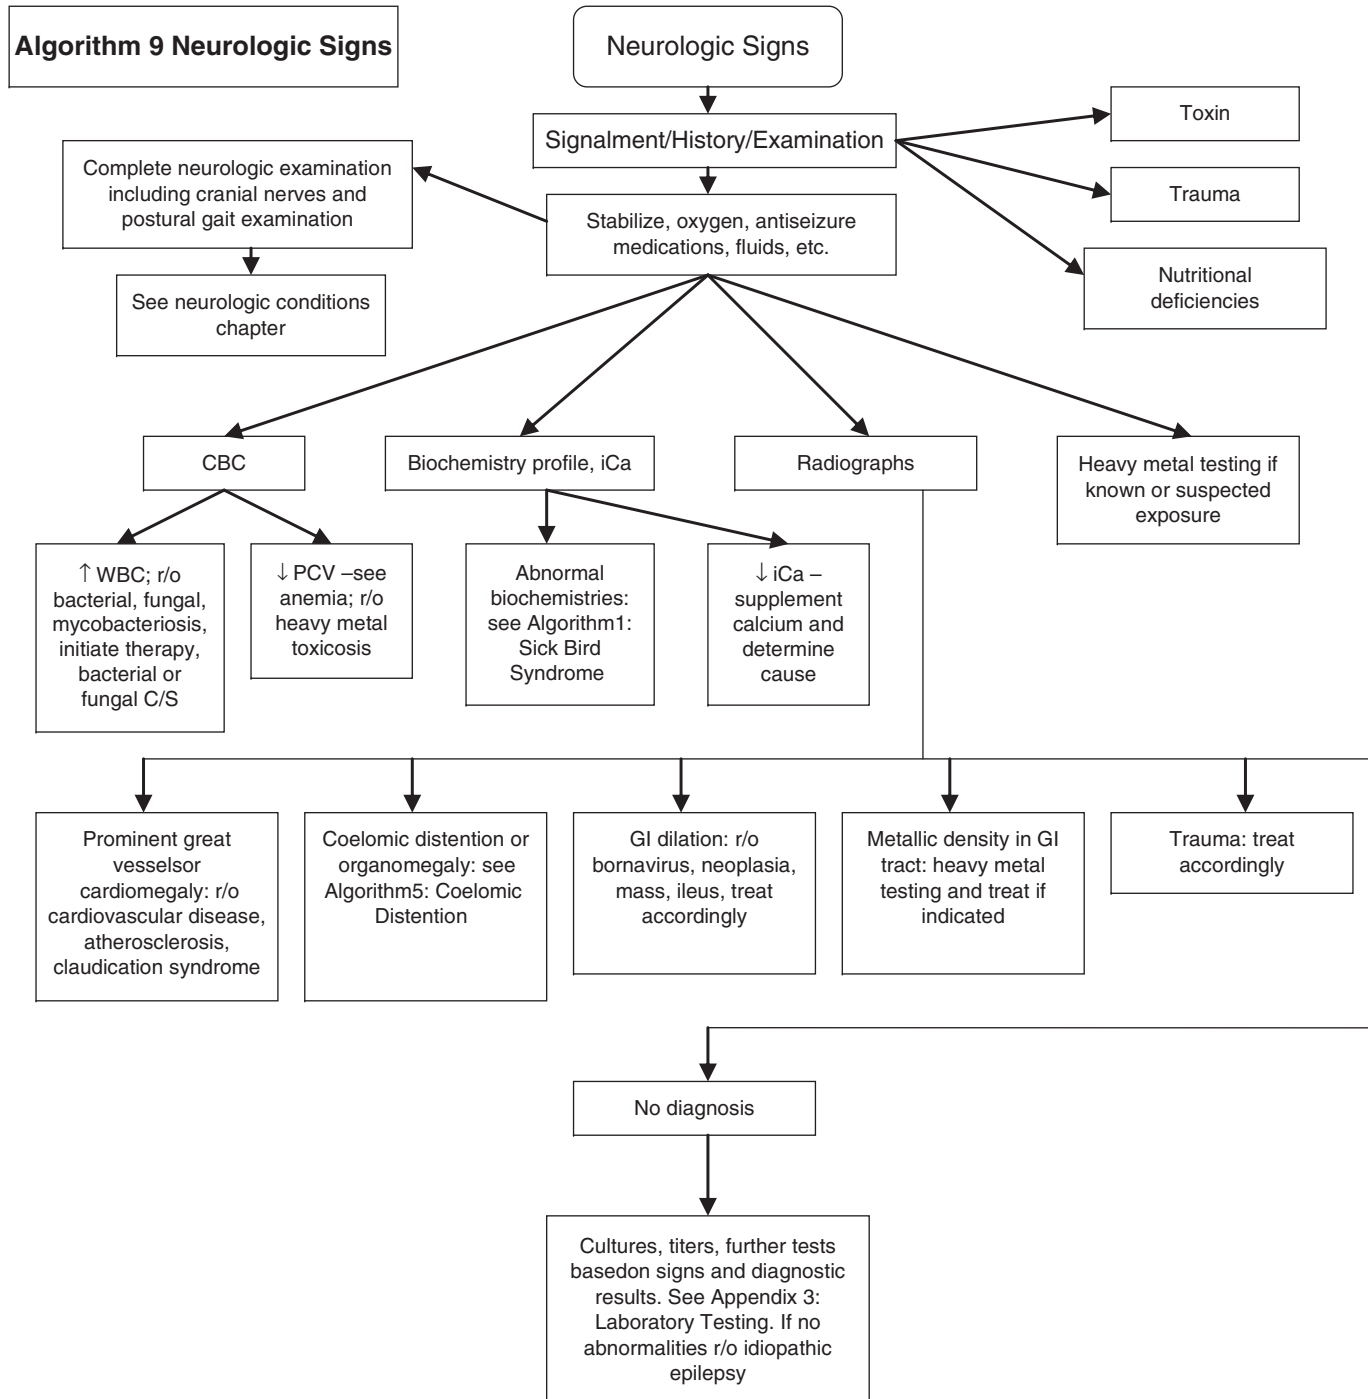 Algorithm 9 Neurologic Signs
Neurologic Signs
Signalment/History/Examination
Toxin
Trauma
Nutritional
deficiencies
Complete neurologic examination
including cranial nerves and
postural gait examination
Stabilize, oxygen, antiseizure
medications, fluids, etc.
See neurologic conditions
chapter
CBC
Biochemistry profile, iCa
Radiographs
Heavy metal testing if
known or suspected
exposure
↑ WBC; r/o
bacterial, fungal,
mycobacteriosis,
initiate therapy,
bacterial or
fungal C/S
↓ PCV –see
anemia; r/o
heavy metal
toxicosis
Abnormal
biochemistries:
see Algorithm1:
Sick Bird
Syndrome
↓ iCa –
supplement
calcium and
determine
cause
Prominent great
vesselsor
cardiomegaly: r/o
cardiovascular disease,
atherosclerosis,
claudication syndrome
Coelomic distention or
organomegaly: see
Algorithm5: Coelomic
Distention
GI dilation: r/o
bornavirus, neoplasia,
mass, ileus, treat
accordingly
Metallic density in GI
tract: heavy metal
testing and treat if
indicated
Trauma: treat
accordingly
No diagnosis
Cultures, titers, further tests
basedon signs and diagnostic
results. See Appendix 3:
Laboratory Testing. If no
abnormalities r/o idiopathic
epilepsy